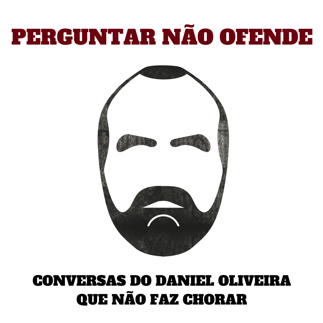 PERGUNTAR NÃO OFENDE
CONVERSAS DO DANIEL OLIVEIRA
QUE NÃO FAZ CHORAR